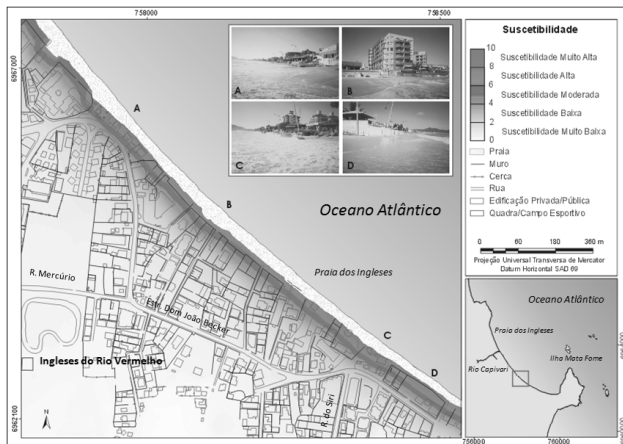 758000
758500
6967000
6962100
A
B
C
D
A
B
C
D
Oceano Atlântico
Praia dos Ingleses
R. Mercúrio
Estr. Dom João Becker
Ingleses do Rio Vermelho
R. do Siri
N
Suscetibilidade
10
8
6
4
2
0
Suscetibilidade Muito Alta
Suscetibilidade Alta
Suscetibilidade Moderada
Suscetibilidade Baixa
Suscetibilidade Muito Baixa
Praia
Muro
Cerca
Rua
Edificação Privada/Pública
Quadra/Campo Esportivo
0 60 180 360 m
Projeção Universal Transversa de Mercator
Datum Horizontal SAD 69
Oceano Atlântico
Praia dos Ingleses
Ilha Mata Fome
Rio Capivari
756000
760000